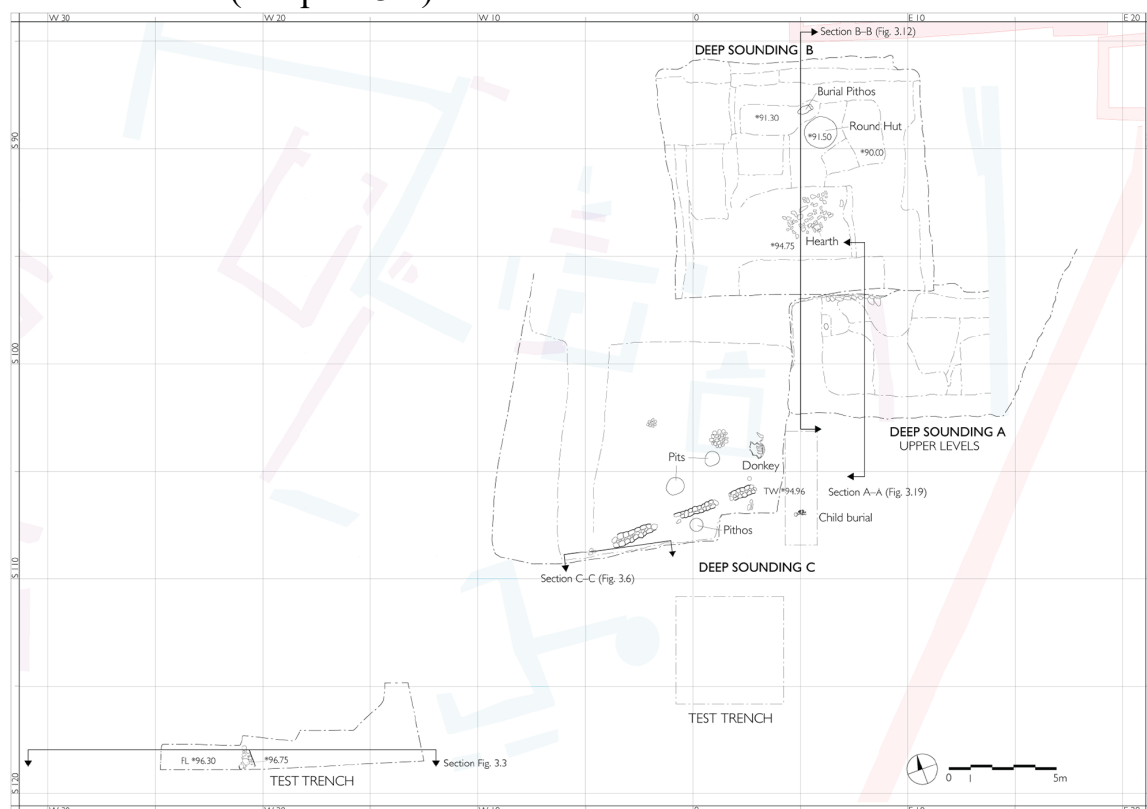 W 30
W 20
W 10
0
E 10
E 20
Section B–B (Fig. 3.12)
DEEP SOUNDING B
Burial Pithos
*91.30
Round Hut
*91.50
*90.00
S 90
Hearth
*94.75
S 100
DEEP SOUNDING A
UPPER LEVELS
Pits
Donkey
TW *94.96
Section A–A (Fig. 3.19)
Child burial
Pithos
DEEP SOUNDING C
Section C–C (Fig. 3.6)
S 110
TEST TRENCH
FL *96.30
*96.75
Section Fig. 3.3
TEST TRENCH
0
1
5m
S 120